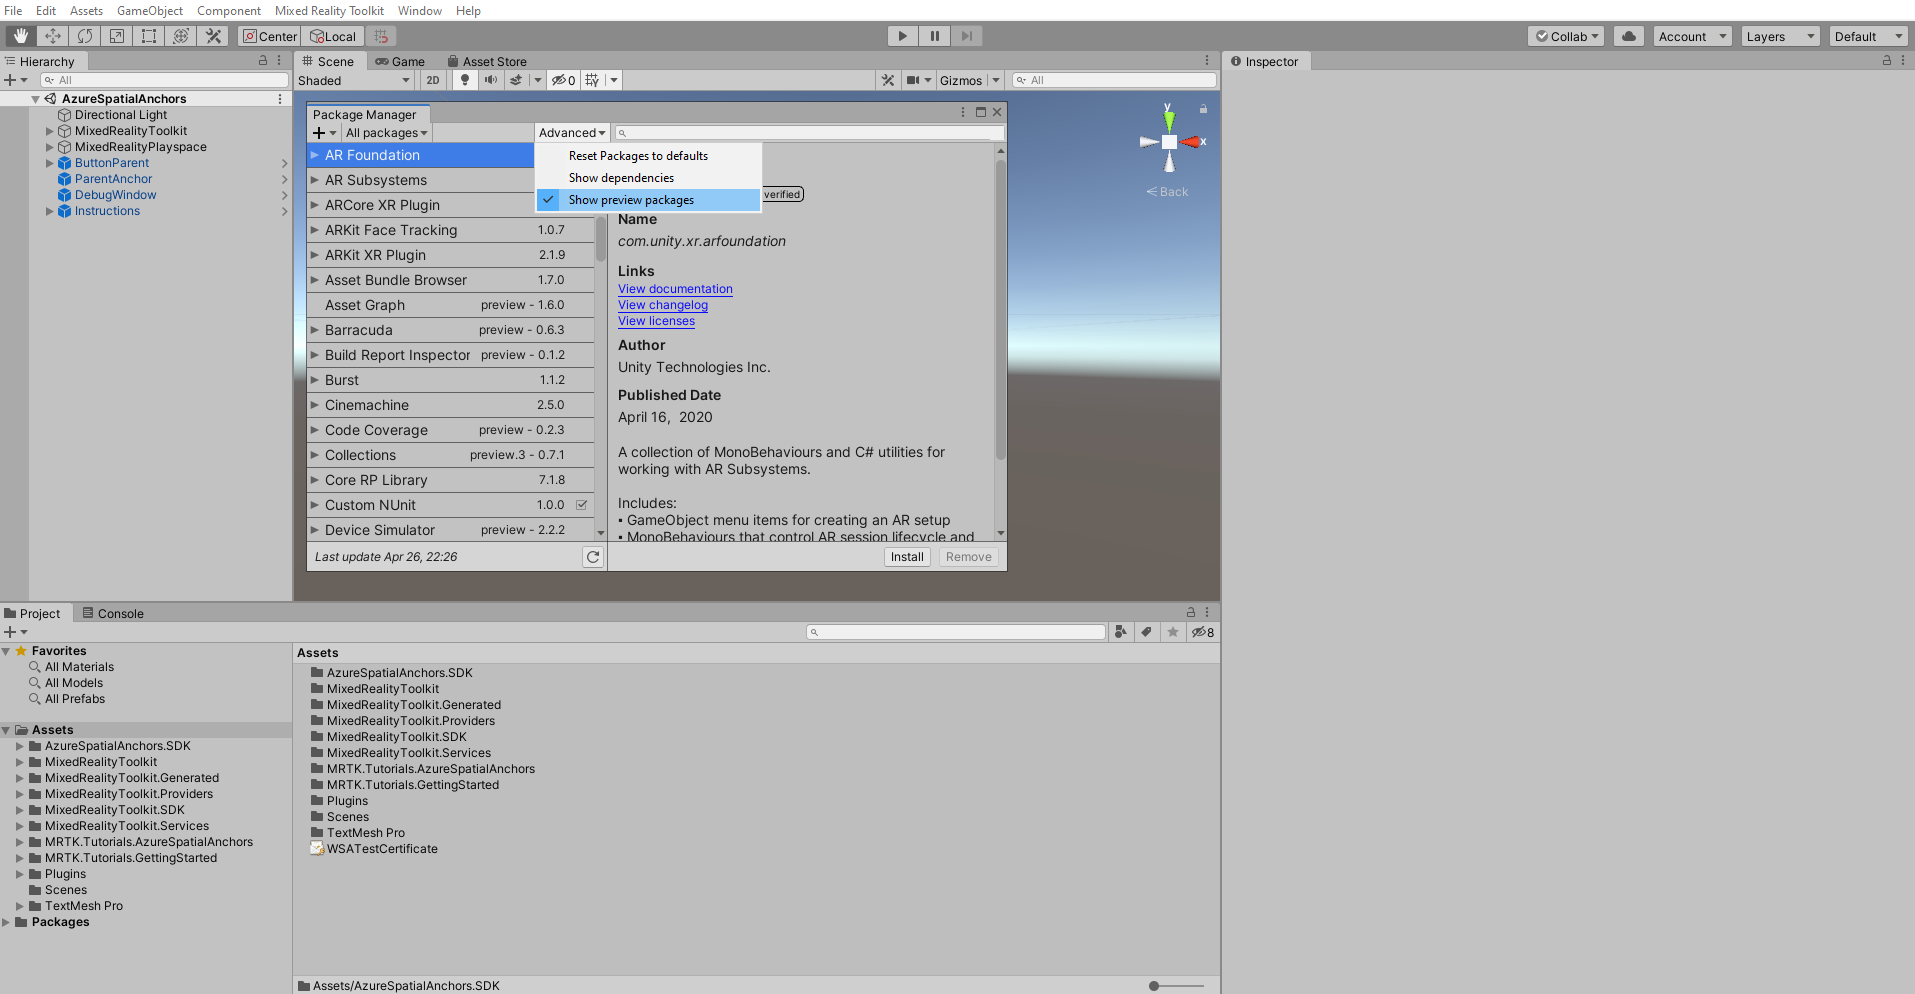 File Edit Assets GameObject Component Mixed Reality Toolkit Window Help
Center Local Collab Account Layers Default
Hierarchy
All
AzureSpatialAnchors
Directional Light
MixedRealityToolkit
MixedRealityPlayspace
ButtonParent
ParentAnchor
DebugWindow
Instructions
Scene Game Asset Store
Shaded 2D 0 Gizmos All
y
x
Back
Package Manager
All packages Advanced
Reset Packages to defaults
Show dependencies
Show preview packages
AR Foundation
AR Subsystems
ARCore XR Plugin
ARKit Face Tracking 1.0.7
ARKit XR Plugin 2.1.9
Asset Bundle Browser 1.7.0
Asset Graph preview - 1.6.0
Barracuda preview - 0.6.3
Build Report Inspector preview - 0.1.2
Burst 1.1.2
Cinemachine 2.5.0
Code Coverage preview - 0.2.3
Collections preview.3 - 0.7.1
Core RP Library 7.1.8
Custom NUnit 1.0.0
Device Simulator preview - 2.2.2
Last update Apr 26, 22:26
verified
Name
com.unity.xr.arfoundation
Links
View documentation
View changelog
View licenses
Author
Unity Technologies Inc.
Published Date
April 16, 2020
A collection of MonoBehaviours and C# utilities for
working with AR Subsystems.
Includes:
▪ GameObject menu items for creating an AR setup
▪ MonoBehaviours that control AR session lifecycle and
Install Remove
Inspector
Project Console
8
Favorites
All Materials
All Models
All Prefabs
Assets
AzureSpatialAnchors.SDK
MixedRealityToolkit
MixedRealityToolkit.Generated
MixedRealityToolkit.Providers
MixedRealityToolkit.SDK
MixedRealityToolkit.Services
MRTK.Tutorials.AzureSpatialAnchors
MRTK.Tutorials.GettingStarted
Plugins
Scenes
TextMesh Pro
Packages
Assets
AzureSpatialAnchors.SDK
MixedRealityToolkit
MixedRealityToolkit.Generated
MixedRealityToolkit.Providers
MixedRealityToolkit.SDK
MixedRealityToolkit.Services
MRTK.Tutorials.AzureSpatialAnchors
MRTK.Tutorials.GettingStarted
Plugins
Scenes
TextMesh Pro
WSATestCertificate
Assets/AzureSpatialAnchors.SDK